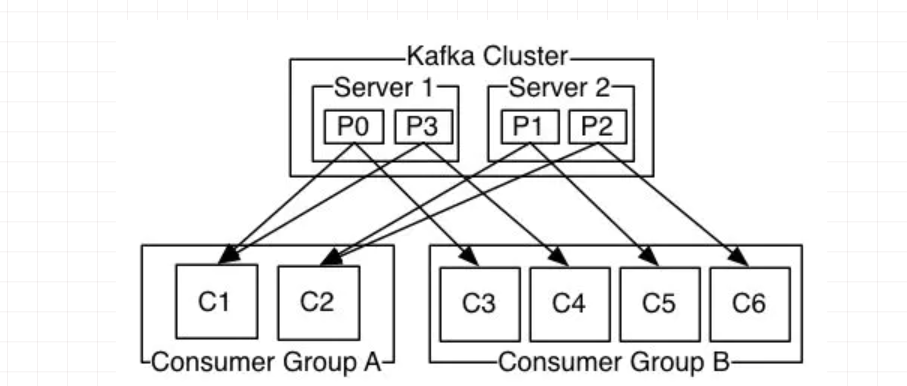 Kafka Cluster
Server 1 Server 2
P0 P3 P1 P2
C1 C2 C3 C4 C5 C6
Consumer Group A Consumer Group B